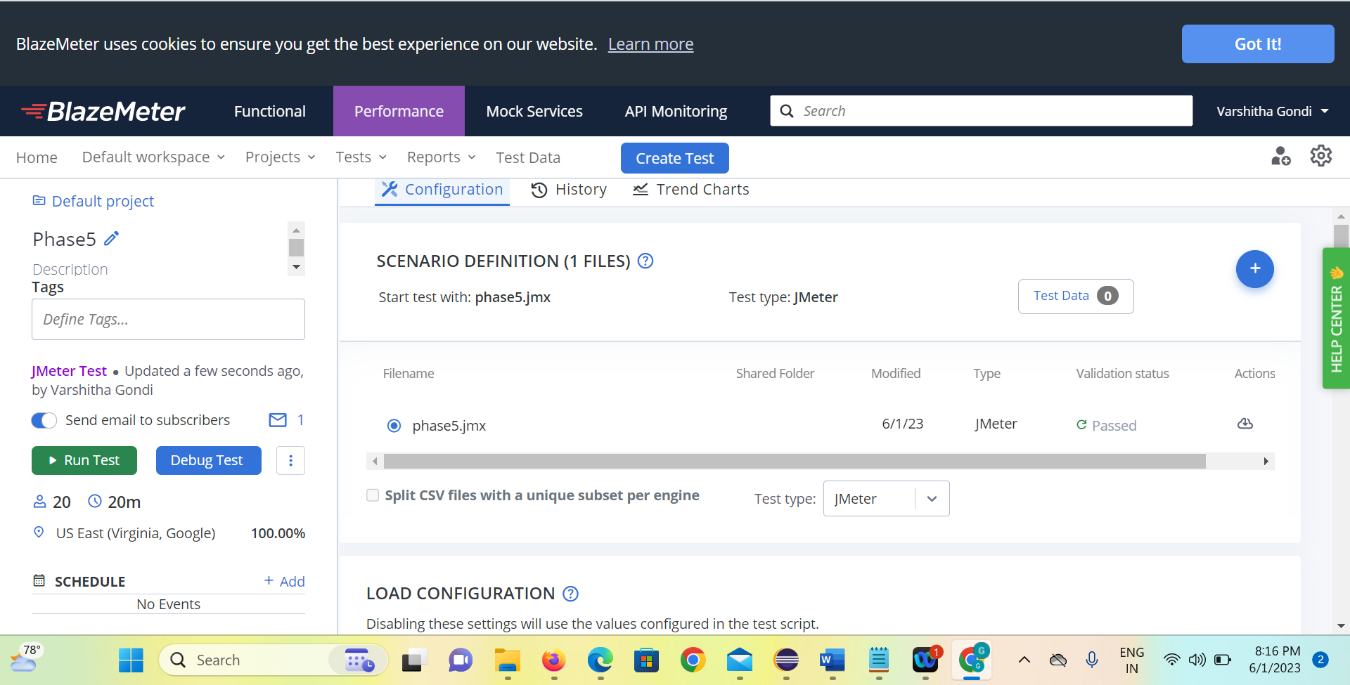 BlazeMeter uses cookies to ensure you get the best experience on our website. Learn more
Got It!
BlazeMeter Functional Performance Mock Services API Monitoring Search Varshitha Gondi
Home Default workspace Projects Tests Reports Test Data Create Test
Default project
Phase5
Description
Tags
Define Tags...
JMeter Test • Updated a few seconds ago,
by Varshitha Gondi
Send email to subscribers 1
Run Test Debug Test
20 20m
US East (Virginia, Google) 100.00%
SCHEDULE + Add
No Events
Configuration History Trend Charts
SCENARIO DEFINITION (1 FILES) ?
+
Start test with: phase5.jmx Test type: JMeter Test Data 0
Filename Shared Folder Modified Type Validation status Actions
phase5.jmx 6/1/23 JMeter Passed
Split CSV files with a unique subset per engine Test type: JMeter
LOAD CONFIGURATION ?
Disabling these settings will use the values configured in the test script.
HELP CENTER
78°
Search
1
G
G
ENG
IN
8:16 PM
6/1/2023
2